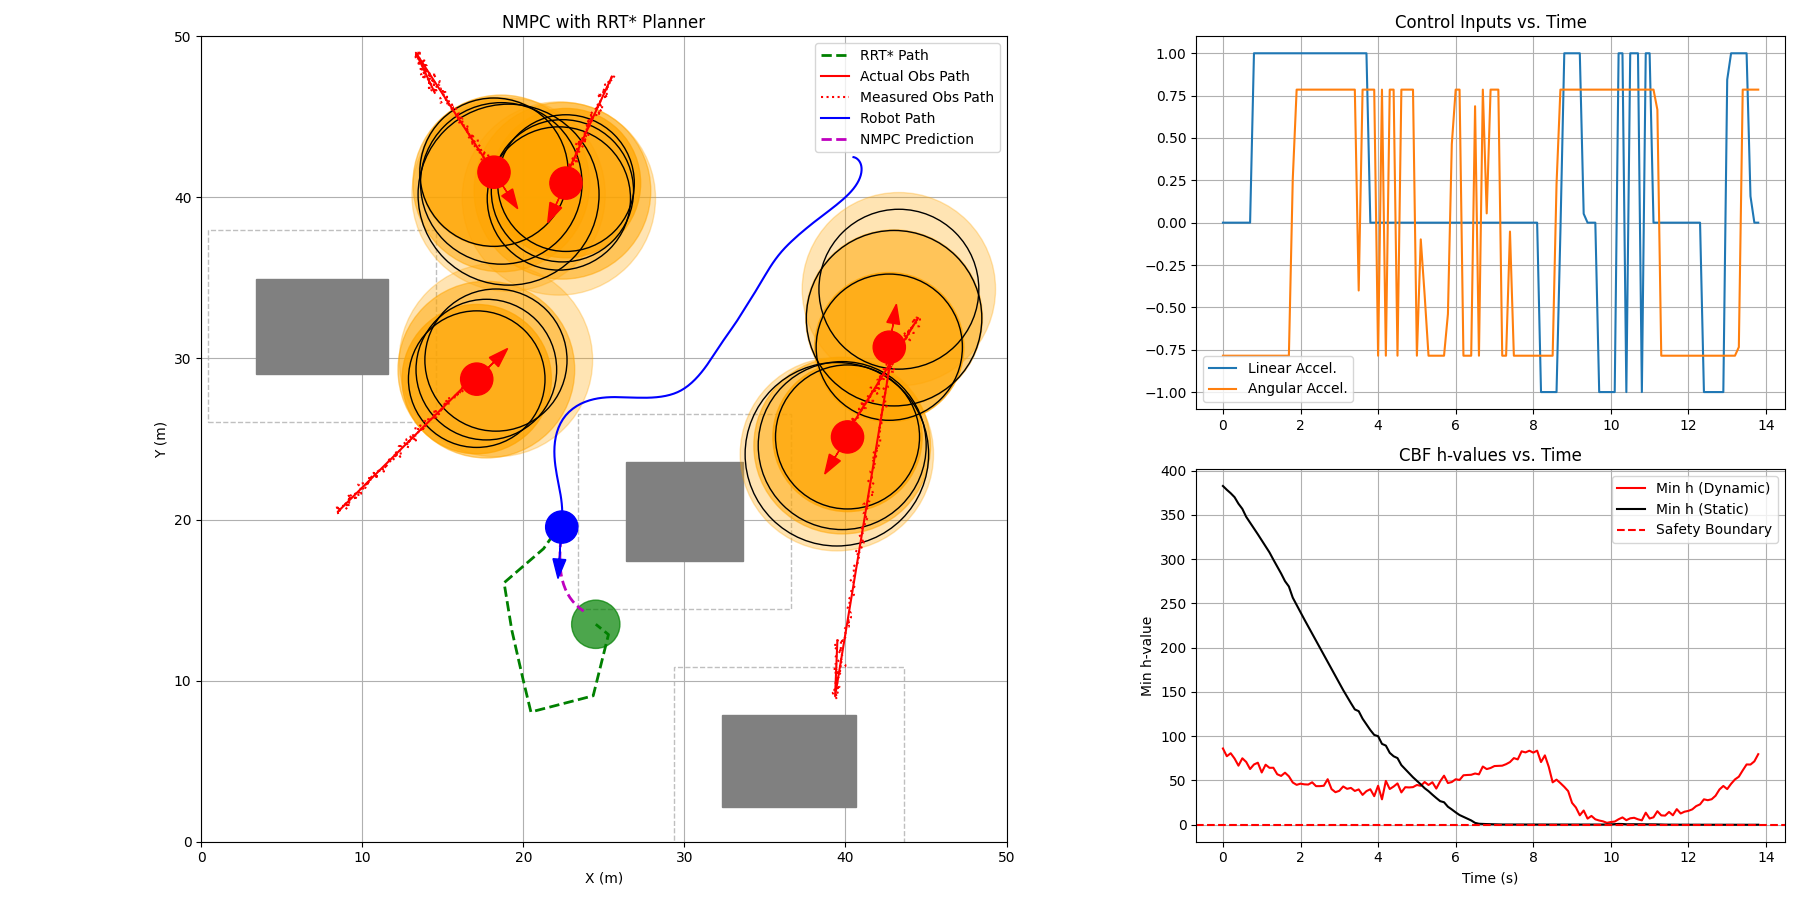 NMPC with RRT* Planner
50
40
30
20
10
0
Y (m)
0
10
20
30
40
50
X (m)
RRT* Path
Actual Obs Path
Measured Obs Path
Robot Path
NMPC Prediction
Control Inputs vs. Time
1.00
0.75
0.50
0.25
0.00
−0.25
−0.50
−0.75
−1.00
Linear Accel.
Angular Accel.
0
2
4
6
8
10
12
14
CBF h-values vs. Time
400
350
300
250
200
150
100
50
0
Min h-value
Min h (Dynamic)
Min h (Static)
Safety Boundary
0
2
4
6
8
10
12
14
Time (s)